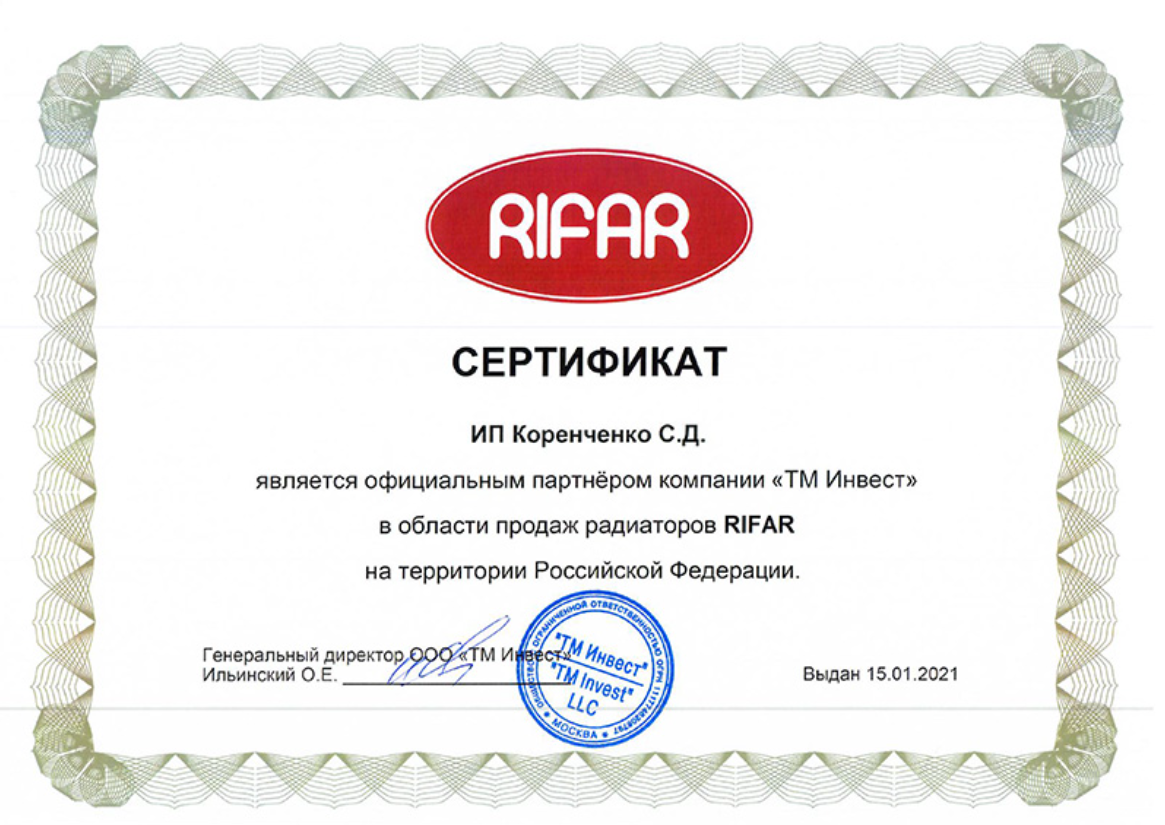 RIFAR
СЕРТИФИКАТ
ИП Коренченко С.Д.
является официальным партнёром компании «ТМ Инвест»
в области продаж радиаторов RIFAR
на территории Российской Федерации.
Генеральный директор ООО «ТМ Инвест»
Ильинский О.Е.
Выдан 15.01.2021
ОБЩЕСТВО ОГРАНИЧЕННОЙ ОТВЕТСТВЕННОСТЬЮ ОГРН
"ТМ Инвест"
"TM Invest"
LLC
МОСКВА